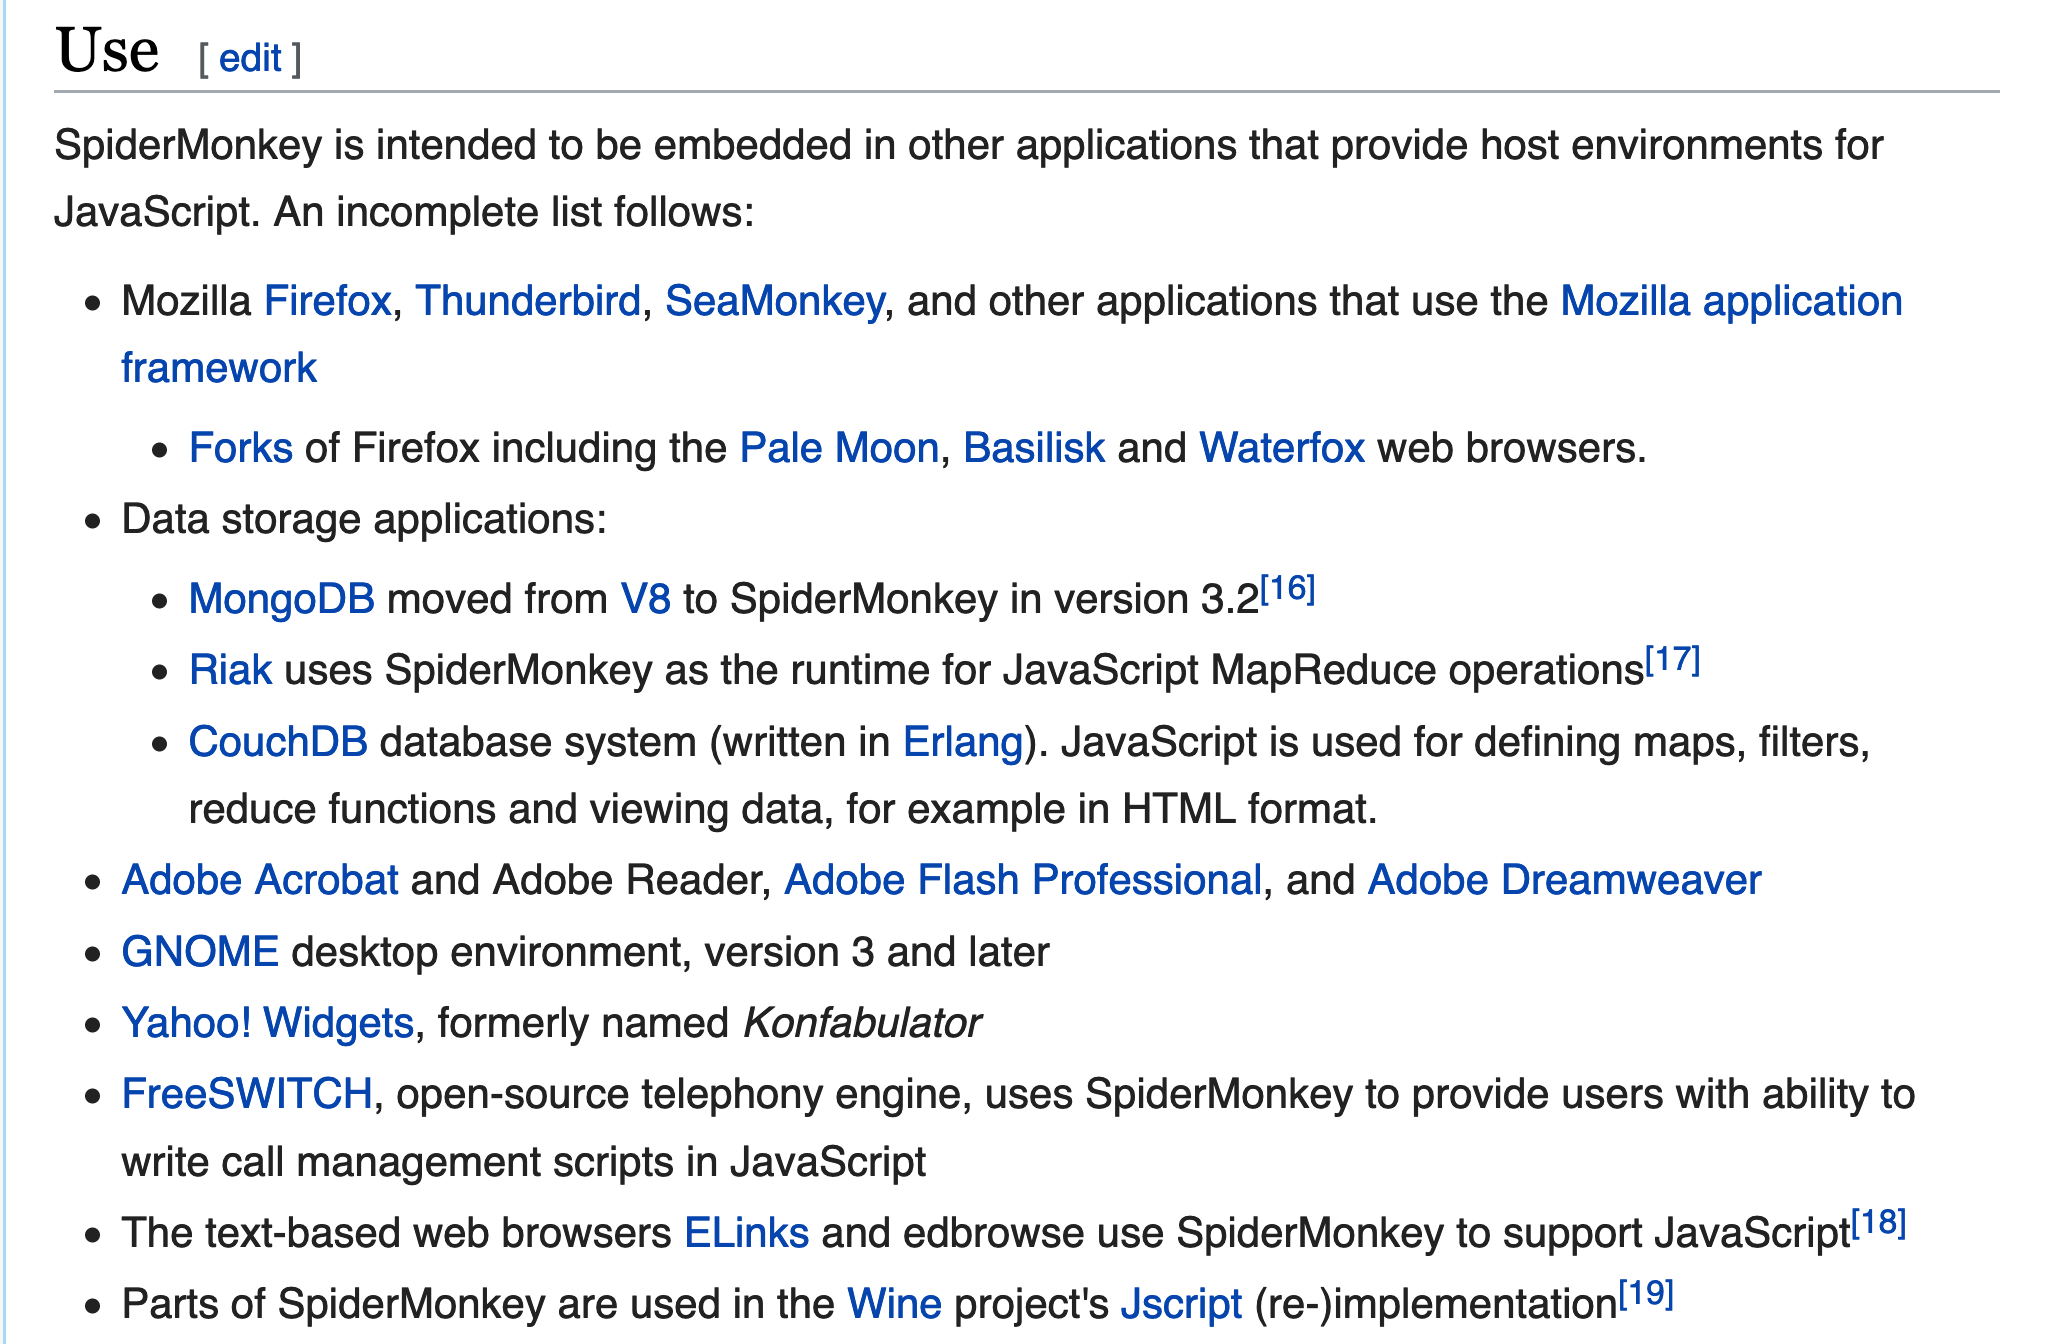 Use [ edit ]
SpiderMonkey is intended to be embedded in other applications that provide host environments for
JavaScript. An incomplete list follows:
• Mozilla Firefox, Thunderbird, SeaMonkey, and other applications that use the Mozilla application
framework
• Forks of Firefox including the Pale Moon, Basilisk and Waterfox web browsers.
• Data storage applications:
• MongoDB moved from V8 to SpiderMonkey in version 3.2[16]
• Riak uses SpiderMonkey as the runtime for JavaScript MapReduce operations[17]
• CouchDB database system (written in Erlang). JavaScript is used for defining maps, filters,
reduce functions and viewing data, for example in HTML format.
• Adobe Acrobat and Adobe Reader, Adobe Flash Professional, and Adobe Dreamweaver
• GNOME desktop environment, version 3 and later
• Yahoo! Widgets, formerly named Konfabulator
• FreeSWITCH, open-source telephony engine, uses SpiderMonkey to provide users with ability to
write call management scripts in JavaScript
• The text-based web browsers ELinks and edbrowse use SpiderMonkey to support JavaScript[18]
• Parts of SpiderMonkey are used in the Wine project's Jscript (re-)implementation[19]